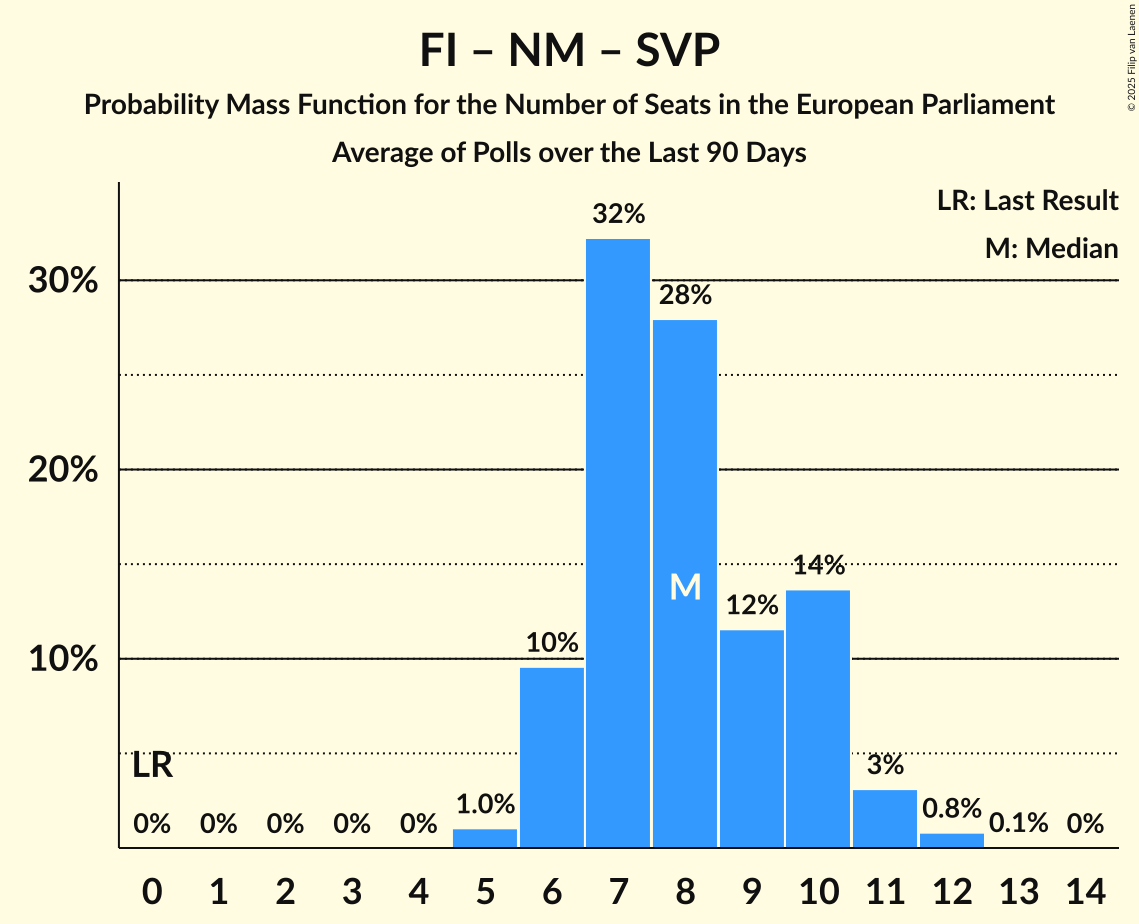 FI – NM – SVP
Probability Mass Function for the Number of Seats in the European Parliament
Average of Polls over the Last 90 Days
© 2025 Filip van Laenen
LR: Last Result
M: Median
32%
30%
28%
20%
14%
M
12%
10%
10%
LR
3%
1.0%
0.8%
0% 0% 0% 0% 0% 0.1% 0%
0 1 2 3 4 5 6 7 8 9 10 11 12 13 14